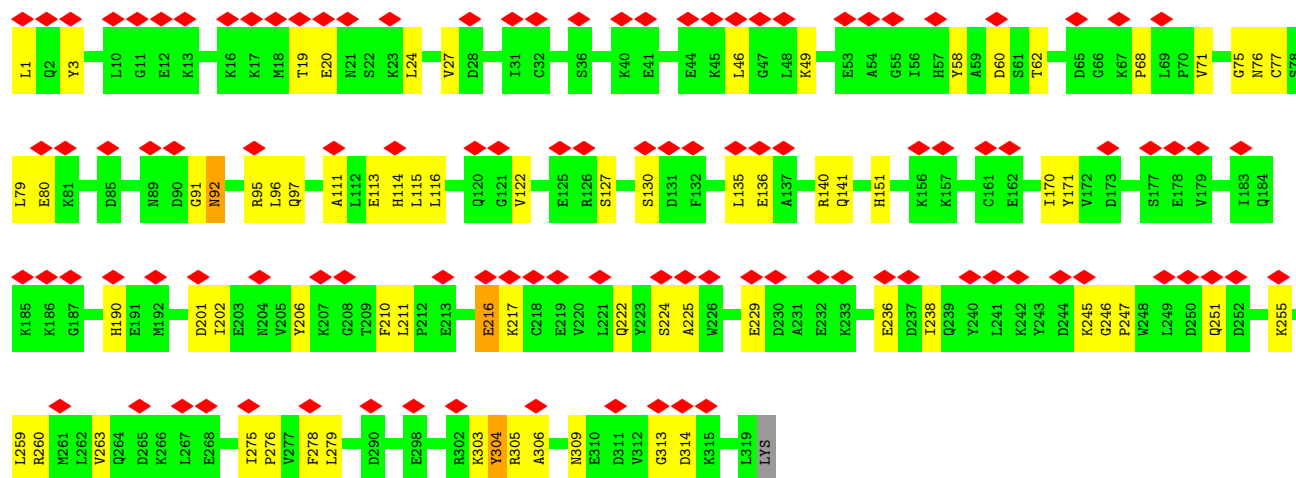 L1 Q2 Y3 L10 G11 E12 K13 K16 K17 M18 T19 E20 N21 S22 K23 L24 V27 D28 I31 C32 S36 K40 E41 E44 K45 L46 G47 L48 K49 E53 A54 G55 I56 H57 Y58 A59 D60 S61 T62 D65 G66 K67 P68 L69 P70 V71 G75 N76 C77 S78
L79 E80 K81 D85 N89 D90 G91 N92 R95 L96 Q97 A111 L112 E113 H114 L115 L116 Q120 G121 V122 E125 R126 S127 S130 D131 F132 L135 E136 A137 R140 Q141 H151 K156 K157 C161 E162 I170 Y171 V172 D173 S177 E178 V179 I183 Q184
K185 K186 G187 H190 E191 M192 D201 I202 E203 N204 V205 Y206 K207 G208 T209 F210 L211 P212 E213 E216 K217 C218 E219 V220 L221 Q222 Y223 S224 A225 W226 E229 D230 A231 E232 K233 E236 D237 I238 Q239 Y240 L241 K242 Y243 D244 K245 G246 P247 W248 L249 D250 Q251 D252 K255
L259 R260 M261 L262 V263 Q264 D265 K266 L267 E268 I275 P276 V277 F278 L279 D290 E298 R302 K303 Y304 R305 A306 N309 E310 D311 V312 G313 D314 K315 L319 LYS